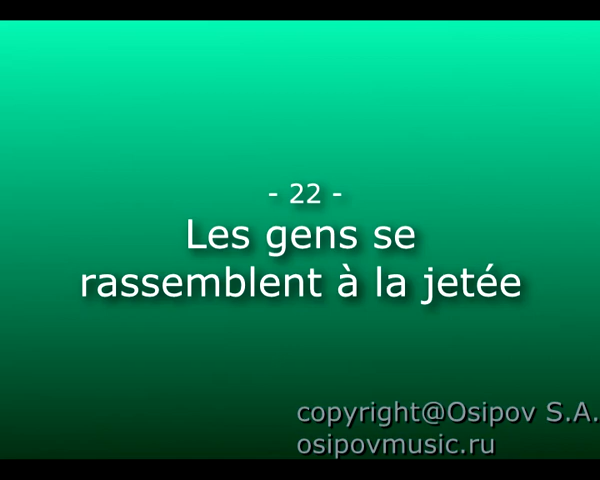 - 22 -
Les gens se
rassemblent à la jetée
copyright@Osipov S.A.
osipovmusic.ru